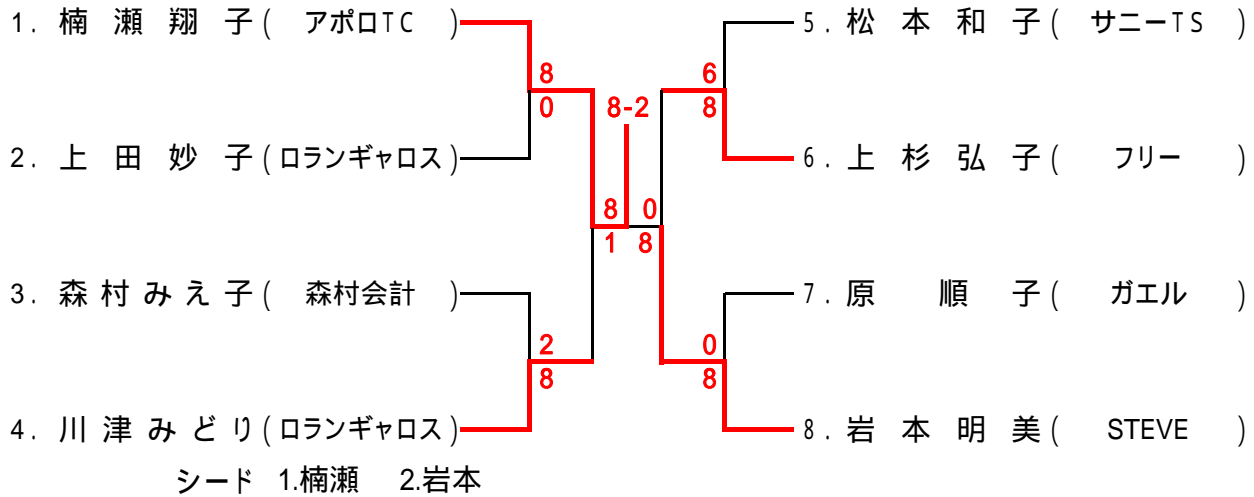 1. 楠瀬翔子( アポロTC )
5. 松本和子( サニーTS )
8
6
0
8-2
8
2. 上田妙子(ロランギャロス)
6. 上杉弘子( フリー )
8
0
1
8
3. 森村みえ子( 森村会計 )
7. 原順子( ガエル )
2
0
8
8
4. 川津みどり(ロランギャロス)
8. 岩本明美( STEVE )
シード 1.楠瀬 2.岩本